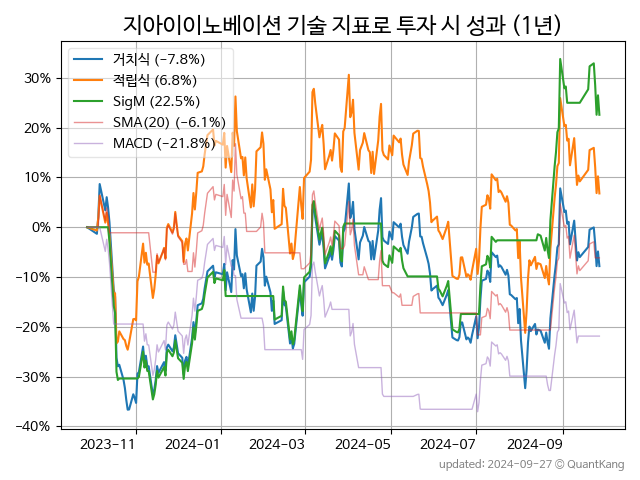 지아이이노베이션 기술 지표로 투자 시 성과 (1년)
거치식 (−7.8%)
적립식 (6.8%)
SigM (22.5%)
SMA(20) (−6.1%)
MACD (−21.8%)
30%
20%
10%
0%
−10%
−20%
−30%
−40%
2023−11
2024−01
2024−03
2024−05
2024−07
2024−09
updated: 2024−09−27 © QuantKang